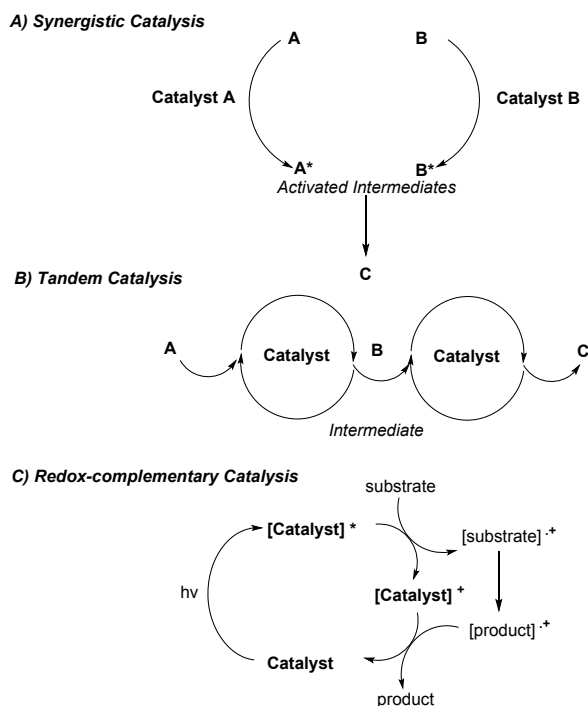 A) Synergistic Catalysis
A B
Catalyst A Catalyst B
A* B*
Activated Intermediates
C
B) Tandem Catalysis
A Catalyst B Catalyst C
Intermediate
C) Redox-complementary Catalysis
substrate
[Catalyst] * [substrate] .+
hv [Catalyst] +
[product] .+
Catalyst
product